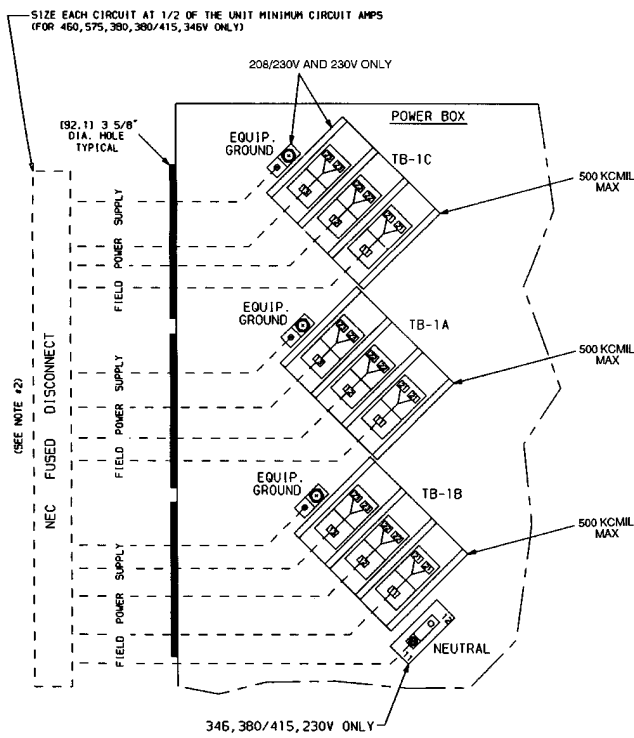 SIZE EACH CIRCUIT AT 1/2 OF THE UNIT MINIMUM CIRCUIT AMPS
(FOR 460,575,380,380/415,346V ONLY)
208/230V AND 230V ONLY
[92.1] 3 5/8"
DIA. HOLE
TYPICAL
POWER BOX
EQUIP.
GROUND
TB-1C
500 KCMIL
MAX
FIELD POWER SUPPLY
EQUIP.
GROUND
TB-1A
500 KCMIL
MAX
FIELD POWER SUPPLY
(SEE NOTE #2)
NEC FUSED DISCONNECT
EQUIP.
GROUND
TB-1B
500 KCMIL
MAX
FIELD POWER SUPPLY
12
11
NEUTRAL
346,380/415,230V ONLY